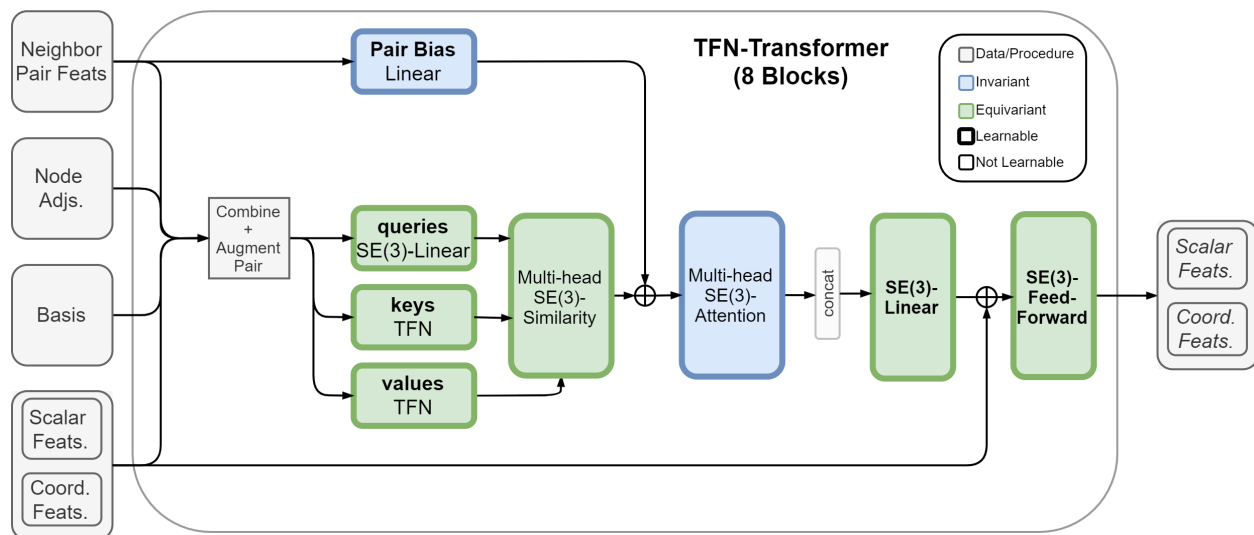 Neighbor
Pair Feats
Node
Adjs.
Basis
Scalar
Feats.
Coord.
Feats.
Combine
+
Augment
Pair
Pair Bias
Linear
queries
SE(3)-Linear
keys
TFN
values
TFN
Multi-head
SE(3)-
Similarity
Multi-head
SE(3)-
Attention
concat
SE(3)-
Linear
SE(3)-
Feed-
Forward
TFN-Transformer
(8 Blocks)
Data/Procedure
Invariant
Equivariant
Learnable
Not Learnable
Scalar
Feats.
Coord.
Feats.